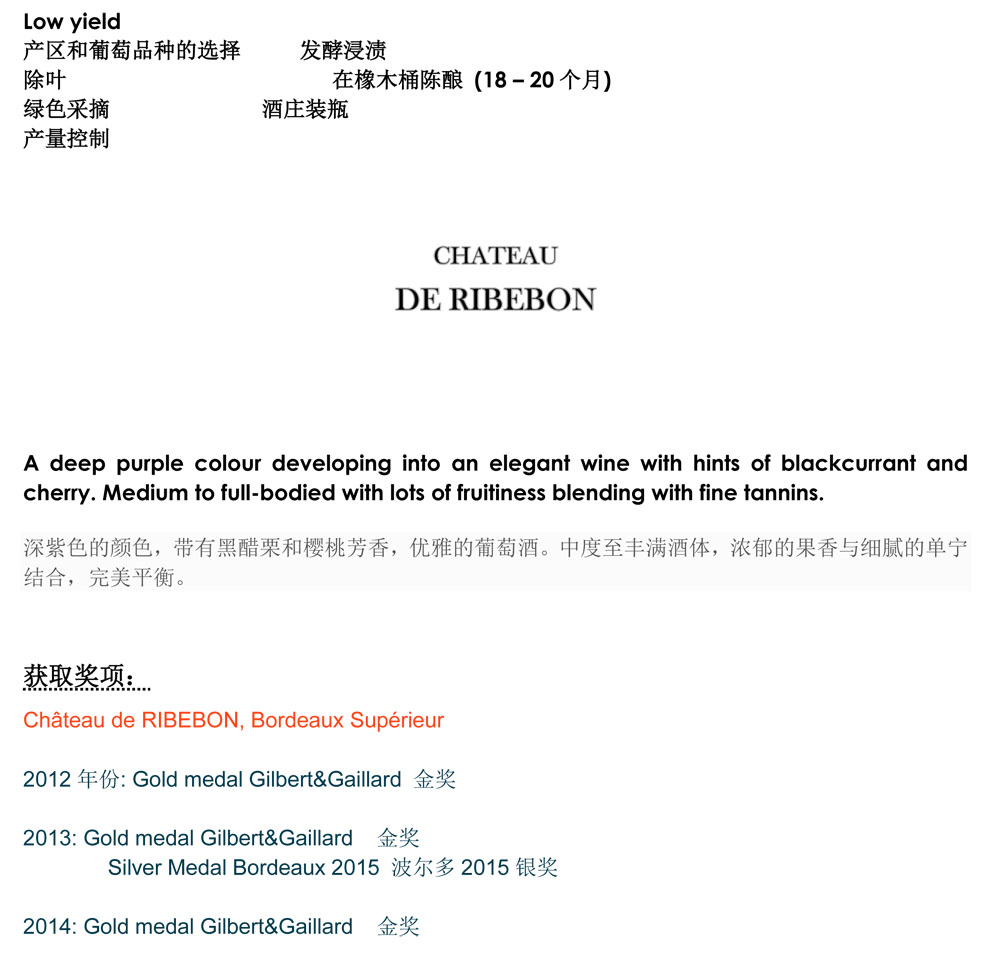 Low yield
产区和葡萄品种的选择 发酵浸渍
除叶 在橡木桶陈酿 (18 – 20 个月)
绿色采摘 酒庄装瓶
产量控制
CHATEAU
DE RIBEBON
A deep purple colour developing into an elegant wine with hints of blackcurrant and
cherry. Medium to full-bodied with lots of fruitiness blending with fine tannins.
深紫色的颜色，带有黑醋栗和樱桃芳香，优雅的葡萄酒。中度至丰满酒体，浓郁的果香与细腻的单宁
结合，完美平衡。
获取奖项：
Château de RIBEBON, Bordeaux Supérieur
2012 年份: Gold medal Gilbert&Gaillard 金奖
2013: Gold medal Gilbert&Gaillard 金奖
Silver Medal Bordeaux 2015 波尔多 2015 银奖
2014: Gold medal Gilbert&Gaillard 金奖